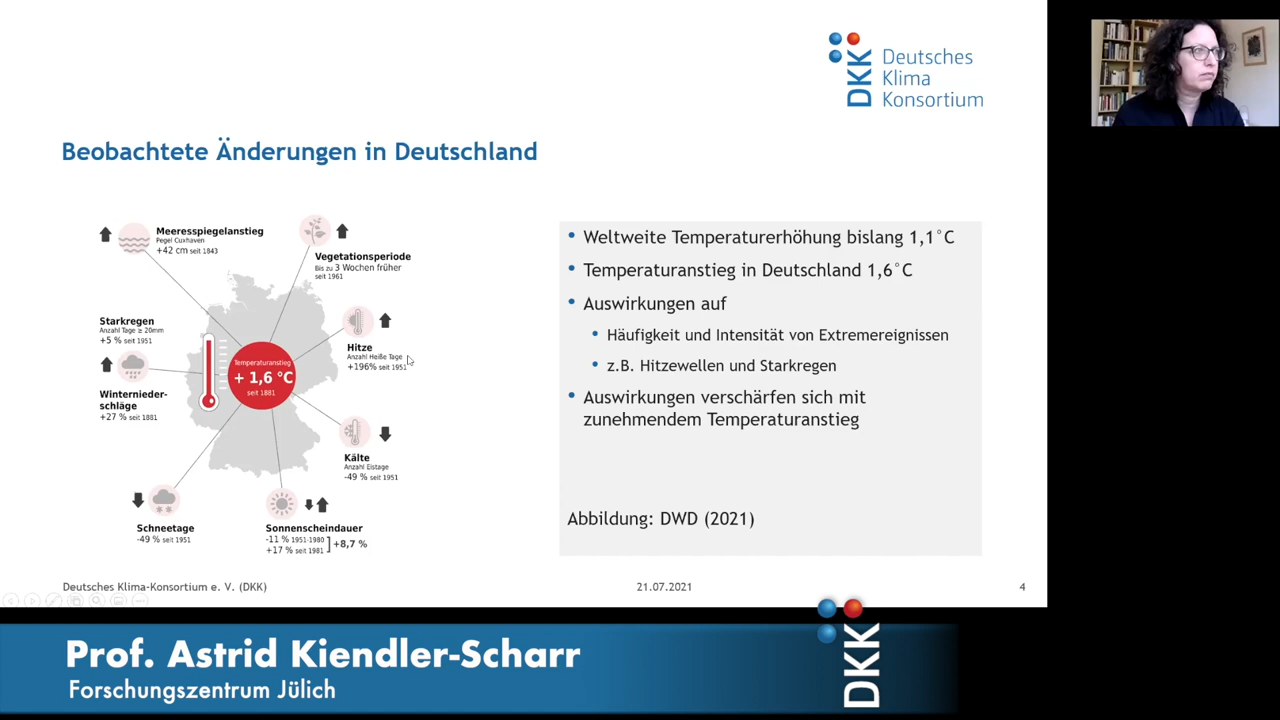 DKK
Deutsches
Klima
Konsortium
Beobachtete Änderungen in Deutschland
Meeresspiegelanstieg
Pegel Cuxhaven
+42 cm seit 1843
Vegetationsperiode
Bis zu 3 Wochen früher
seit 1961
Starkregen
Anzahl Tage ≥ 20mm
+5 % seit 1951
Hitze
Anzahl Heiße Tage
+196% seit 1951
Temperaturanstieg
+ 1,6 °C
seit 1881
Winternieder-
schläge
+27 % seit 1881
Kälte
Anzahl Eistage
-49 % seit 1951
Schneetage
-49 % seit 1951
Sonnenscheindauer
-11 % 1951-1980
+17 % seit 1981
+8,7 %
• Weltweite Temperaturerhöhung bislang 1,1°C
• Temperaturanstieg in Deutschland 1,6°C
• Auswirkungen auf
• Häufigkeit und Intensität von Extremereignissen
• z.B. Hitzewellen und Starkregen
• Auswirkungen verschärfen sich mit
zunehmendem Temperaturanstieg
Abbildung: DWD (2021)
Deutsches Klima-Konsortium e. V. (DKK)
21.07.2021
4
Prof. Astrid Kiendler-Scharr
Forschungszentrum Jülich
DKK